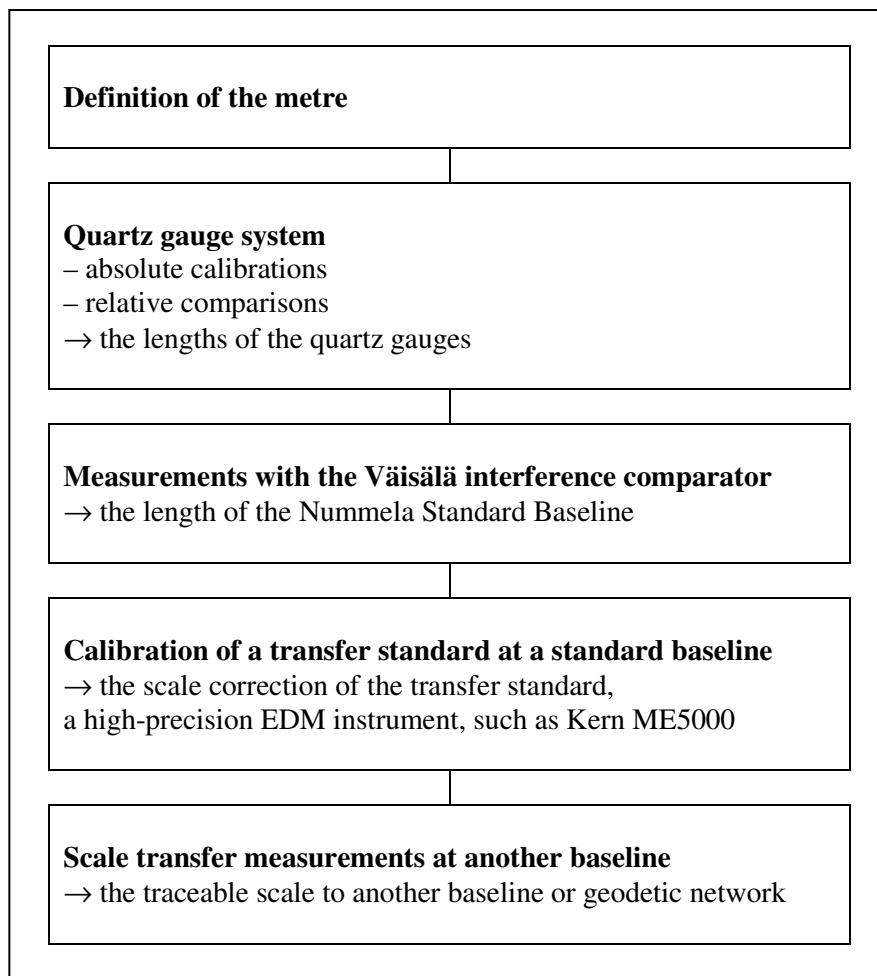 Definition of the metre
Quartz gauge system
– absolute calibrations
– relative comparisons
→ the lengths of the quartz gauges
Measurements with the Väisälä interference comparator
→ the length of the Nummela Standard Baseline
Calibration of a transfer standard at a standard baseline
→ the scale correction of the transfer standard,
a high-precision EDM instrument, such as Kern ME5000
Scale transfer measurements at another baseline
→ the traceable scale to another baseline or geodetic network